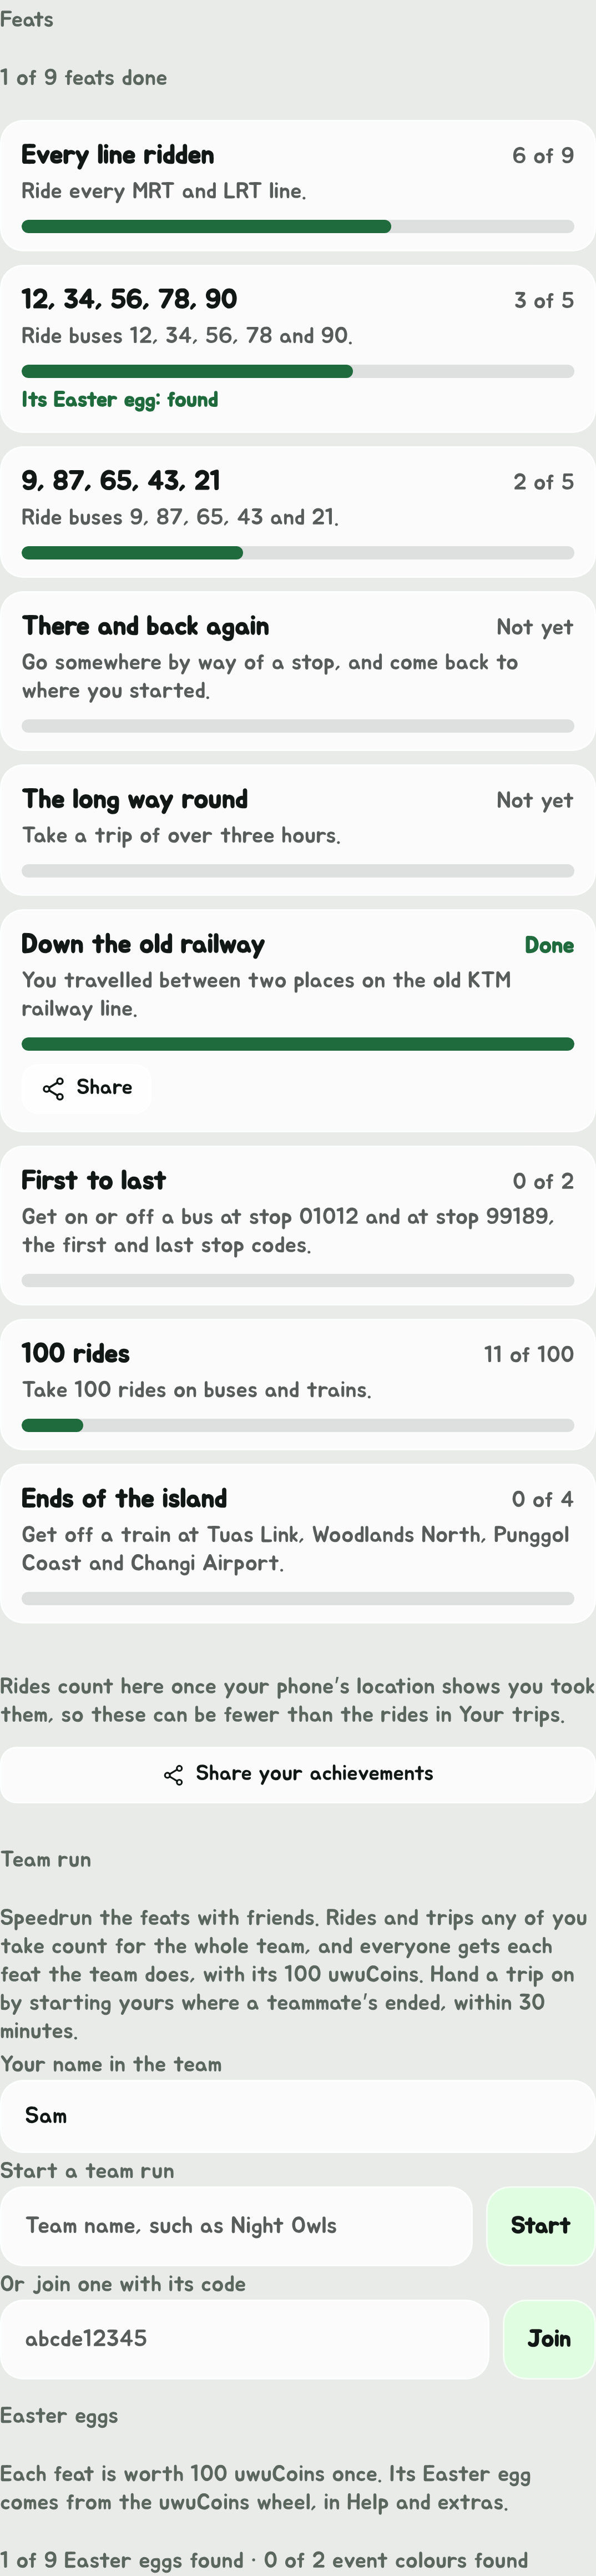 Feats
1 of 9 feats done
Every line ridden
6 of 9
Ride every MRT and LRT line.
12, 34, 56, 78, 90
3 of 5
Ride buses 12, 34, 56, 78 and 90.
Its Easter egg: found
9, 87, 65, 43, 21
2 of 5
Ride buses 9, 87, 65, 43 and 21.
There and back again
Not yet
Go somewhere by way of a stop, and come back to
where you started.
The long way round
Not yet
Take a trip of over three hours.
Down the old railway
Done
You travelled between two places on the old KTM
railway line.
Share
First to last
0 of 2
Get on or off a bus at stop 01012 and at stop 99189,
the first and last stop codes.
100 rides
11 of 100
Take 100 rides on buses and trains.
Ends of the island
0 of 4
Get off a train at Tuas Link, Woodlands North, Punggol
Coast and Changi Airport.
Rides count here once your phone's location shows you took
them, so these can be fewer than the rides in Your trips.
Share your achievements
Team run
Speedrun the feats with friends. Rides and trips any of you
take count for the whole team, and everyone gets each
feat the team does, with its 100 uwuCoins. Hand a trip on
by starting yours where a teammate's ended, within 30
minutes.
Your name in the team
Sam
Start a team run
Team name, such as Night Owls
Start
Or join one with its code
abcde12345
Join
Easter eggs
Each feat is worth 100 uwuCoins once. Its Easter egg
comes from the uwuCoins wheel, in Help and extras.
1 of 9 Easter eggs found · 0 of 2 event colours found